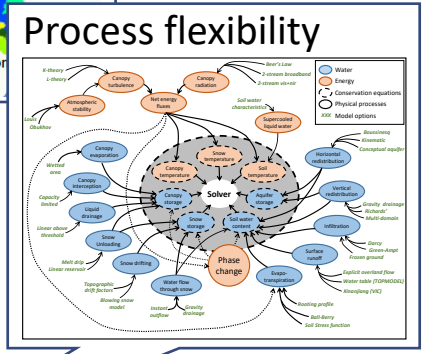 Process flexibility
Water
Energy
Conservation equations
Physical processes
XXX Model options
K-theory
L-theory
Canopy
turbulence
Net energy
fluxes
Canopy
radiation
Beer's Law
2-stream broadband
2-stream vis+nir
Atmospheric
stability
Louis
Obukhov
Soil water
characteristics
Supercooled
liquid water
Boussinesq
Kinematic
Conceptual aquifer
Canopy
evaporation
Wetted
area
Canopy
interception
Capacity
limited
Liquid
drainage
Linear above
threshold
Snow
Unloading
Melt drip
Linear reservoir
Snow drifting
Topographic
drift factors
Blowing snow
model
Water flow
through snow
Instant
outflow
Gravity
drainage
Canopy
temperature
Snow
temperature
Soil
temperature
Canopy
storage
Solver
Aquifer
storage
Snow
storage
Soil water
content
Phase
change
Horizontal
redistribution
Vertical
redistribution
Gravity drainage
Richards'
Multi-domain
Infiltration
Darcy
Green-Ampt
Frozen ground
Surface
runoff
Explicit overland flow
Water table (TOPMODEL)
Xinanjiang (VIC)
Evapo-
transpiration
Rooting profile
Ball-Berry
Soil Stress function